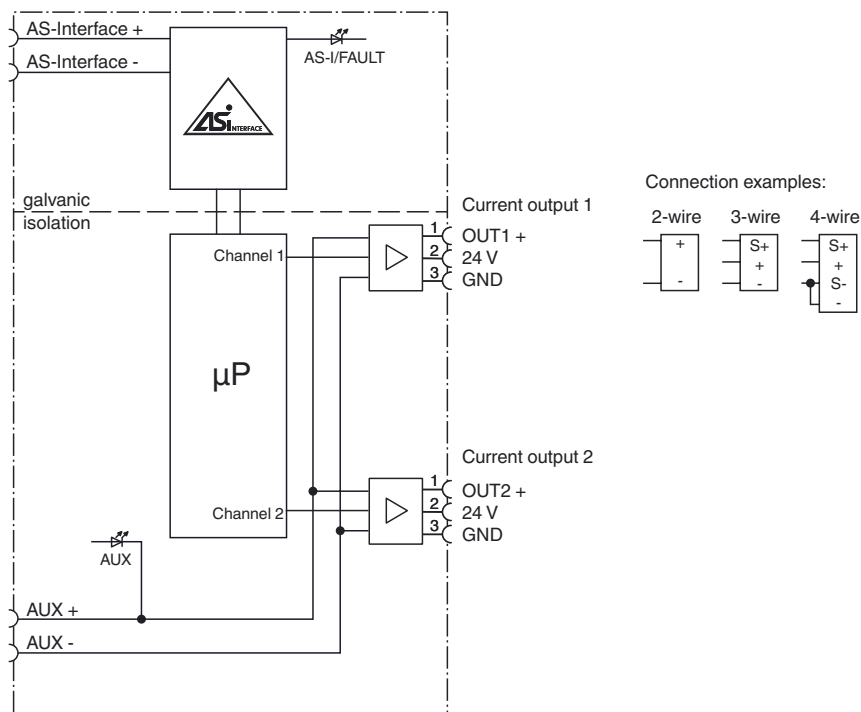 AS-Interface +
AS-Interface -
AS-I/FAULT
ASi INTERFACE
galvanic
isolation
Channel 1
µP
Channel 2
AUX
AUX +
AUX -
Current output 1
1 OUT1 +
2 24 V
3 GND
Current output 2
1 OUT2 +
2 24 V
3 GND
Connection examples:
2-wire 3-wire 4-wire
+
-
S+
+
-
S+
+
S-
-